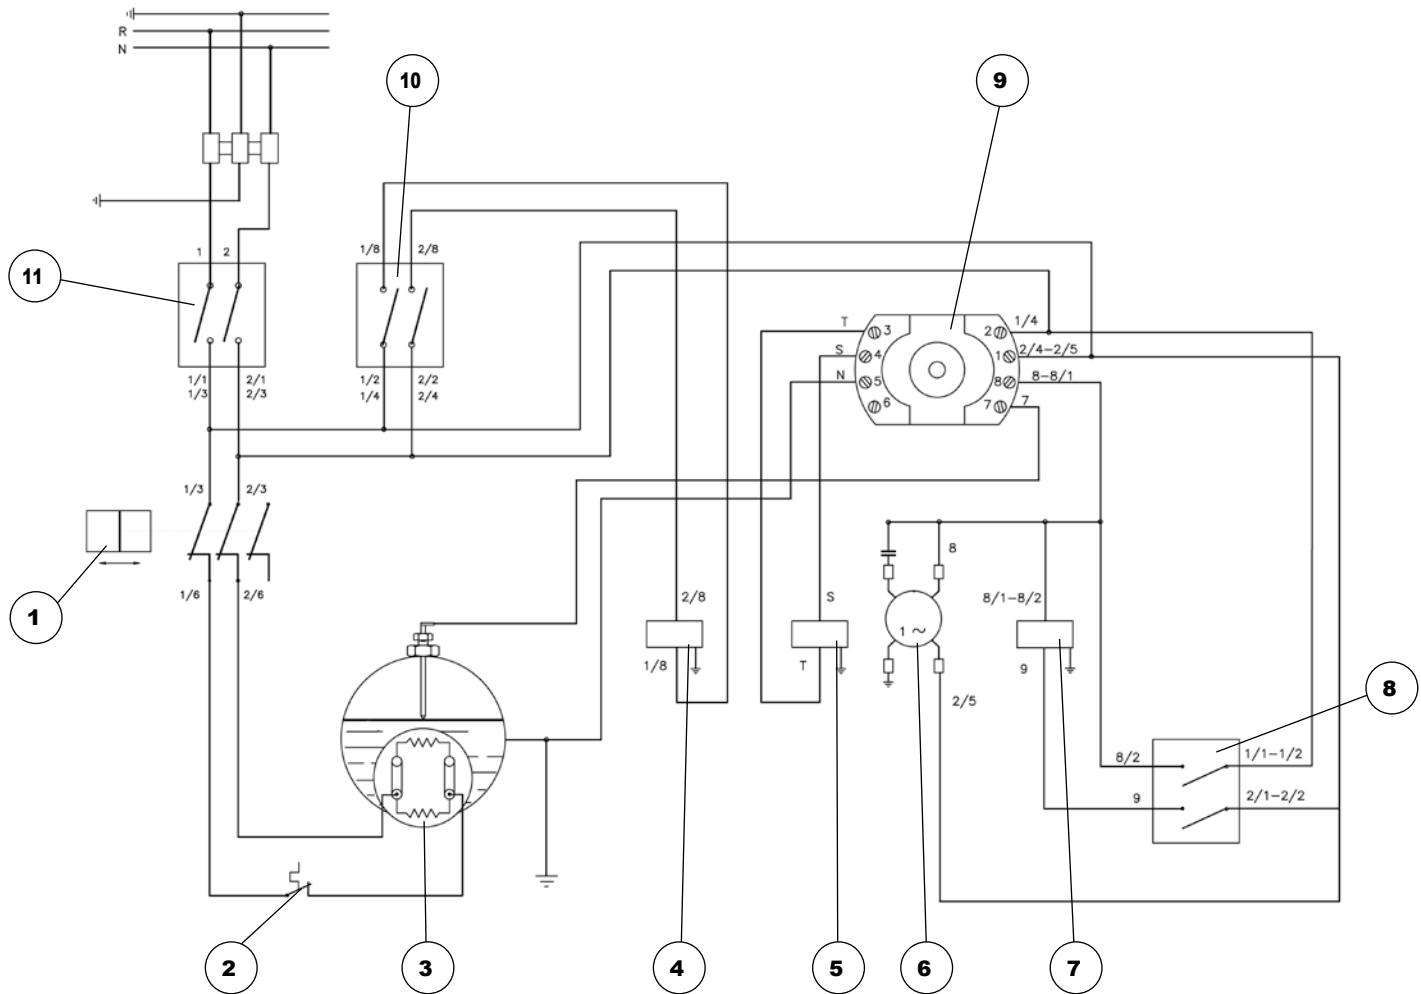 R
N
10
9
1/8 2/8
1 2
11
T 3 2 1/4
S 4 1 2/4-2/5
N 5 8 8-8/1
6 7 7
1/1 2/1 1/2 2/2
1/3 2/3 1/4 2/4
1/3 2/3
8
1/6 2/6
2/8 S 8/1-8/2
1
1 ~
1/8 T 9
2/5
8
8/2 1/1-1/2
9 2/1-2/2
2 3 4 5 6 7